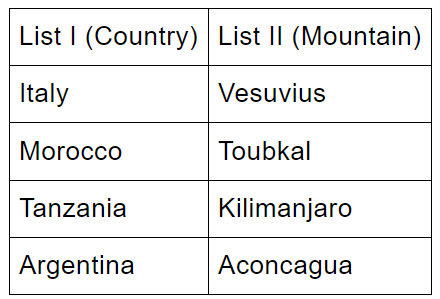 List I (Country) List II (Mountain)
Italy Vesuvius
Morocco Toubkal
Tanzania Kilimanjaro
Argentina Aconcagua